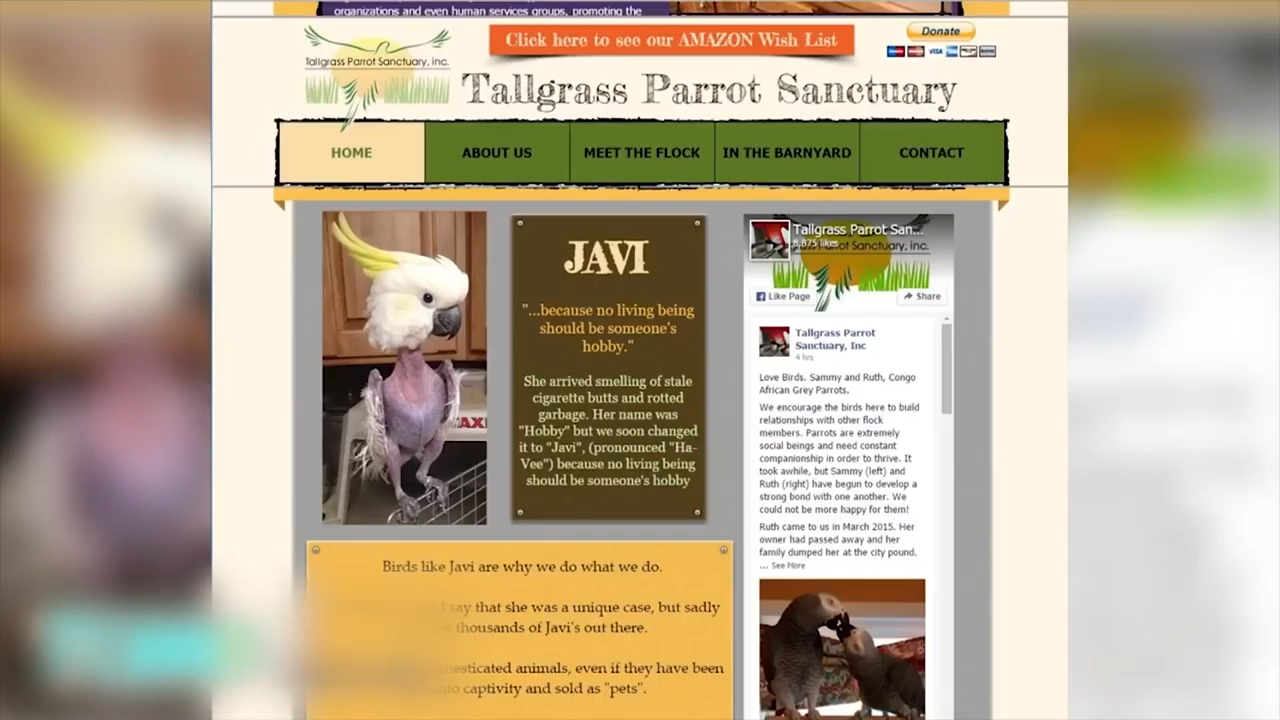 organizations and even human services groups, promoting the
Click here to see our AMAZON Wish List
Donate
VISA
Tallgrass Parrot Sanctuary, inc.
Tallgrass Parrot Sanctuary
HOME
ABOUT US
MEET THE FLOCK
IN THE BARNYARD
CONTACT
JAVI
"...because no living being
should be someone's
hobby."
She arrived smelling of stale
cigarette butts and rotted
garbage. Her name was
"Hobby" but we soon changed
it to "Javi", (pronounced "Ha-
Vee") because no living being
should be someone's hobby
Birds like Javi are why we do what we do.
say that she was a unique case, but sadly
thousands of Javi's out there.
animals, even if they have been
captivity and sold as "pets".
Tallgrass Parrot San...
8,875 likes
Parrot Sanctuary, inc.
Like Page
Share
Tallgrass Parrot
Sanctuary, Inc
4 hrs
Love Birds. Sammy and Ruth, Congo
African Grey Parrots.
We encourage the birds here to build
relationships with other flock
members. Parrots are extremely
social beings and need constant
companionship in order to thrive. It
took awhile, but Sammy (left) and
Ruth (right) have begun to develop a
strong bond with one another. We
could not be more happy for them!
Ruth came to us in March 2015. Her
owner had passed away and her
family dumped her at the city pound.
... See More